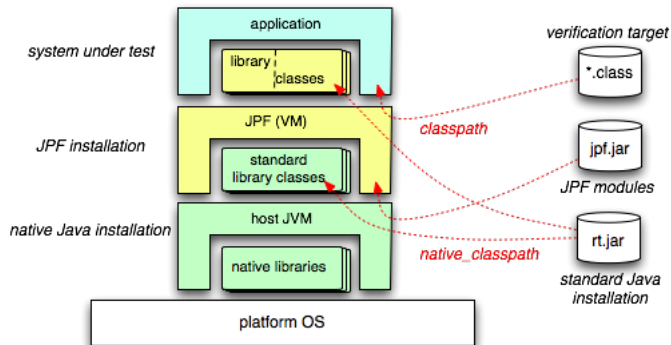 application
verification target
system under test
library
classes
*.class
JPF (VM)
classpath
JPF installation
standard
library classes
jpf.jar
JPF modules
host JVM
native Java installation
rt.jar
native_classpath
native libraries
standard Java
installation
platform OS